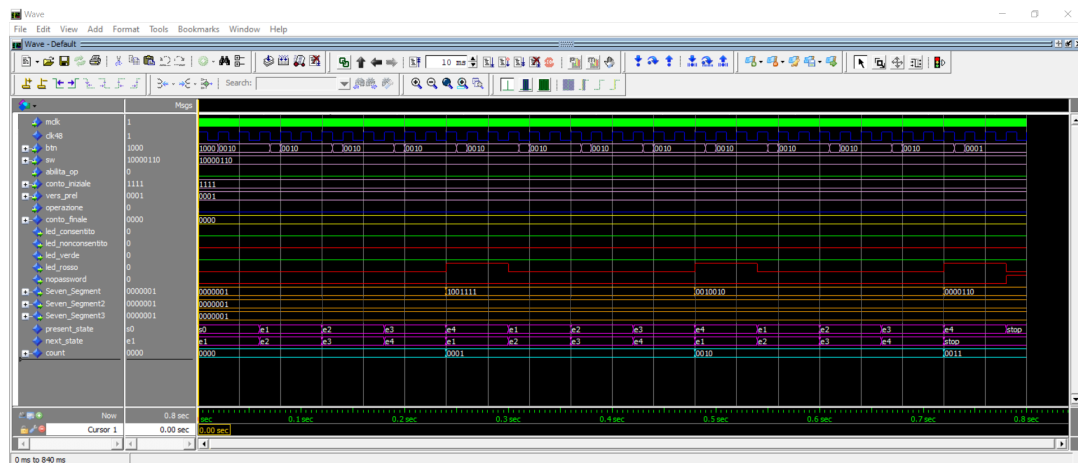 Wave
File Edit View Add Format Tools Bookmarks Window Help
Wave - Default
10 ms
Search:
Msgs
mclk 1
clk48 1
btn 1000 1000 0010 0010 0010 0010 0010 0010 0010 0010 0010 0010 0010 0010 0001
sw 10000110 10000110
abilita_op 0
conto_iniziale 1111 1111
vers_prel 0001 0001
operazione 0
conto_finale 0000 0000
led_consentito 0
led_nonconsentito 0
led_verde 0
led_rosso 0
nopassword 0
Seven_Segment 0000001 0000001 1001111 0010010 0000110
Seven_Segment2 0000001 0000001
Seven_Segment3 0000001 0000001
present_state s0 s0 e1 e2 e3 e4 e1 e2 e3 e4 e1 e2 e3 e4 stop
next_state e1 e1 e2 e3 e4 e1 e2 e3 e4 e1 e2 e3 e4 stop
count 0000 0000 0001 0010 0011
Now 0.8 sec sec 0.1 sec 0.2 sec 0.3 sec 0.4 sec 0.5 sec 0.6 sec 0.7 sec 0.8 sec
Cursor 1 0.00 sec 0.00 sec
0 ms to 840 ms